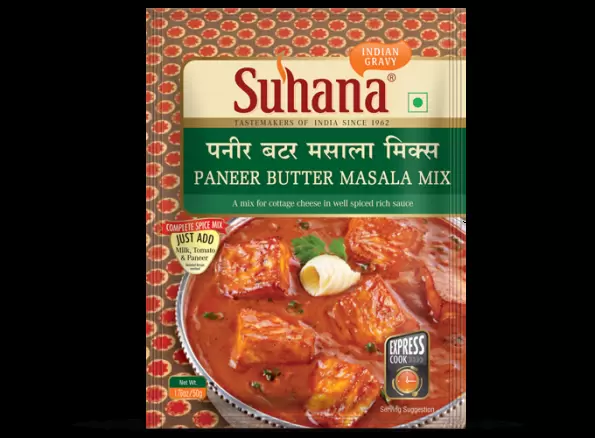 INDIAN
GRAVY
Suhana®
TASTEMAKERS OF INDIA SINCE 1962
पनीर बटर मसाला मिक्स
PANEER BUTTER MASALA MIX
A mix for cottage cheese in well spiced rich sauce
COMPLETE SPICE MIX
JUST ADD
Milk, Tomato
& Paneer
EXPRESS
COOK
Net Wt.
Serving Suggestion